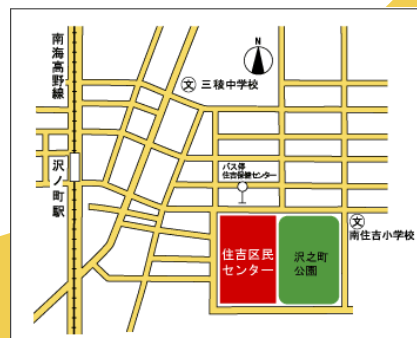 南海高野線
N
三稜中学校
バス停
住吉保健センター
沢ノ町駅
南住吉小学校
住吉区民
センター
沢之町
公園